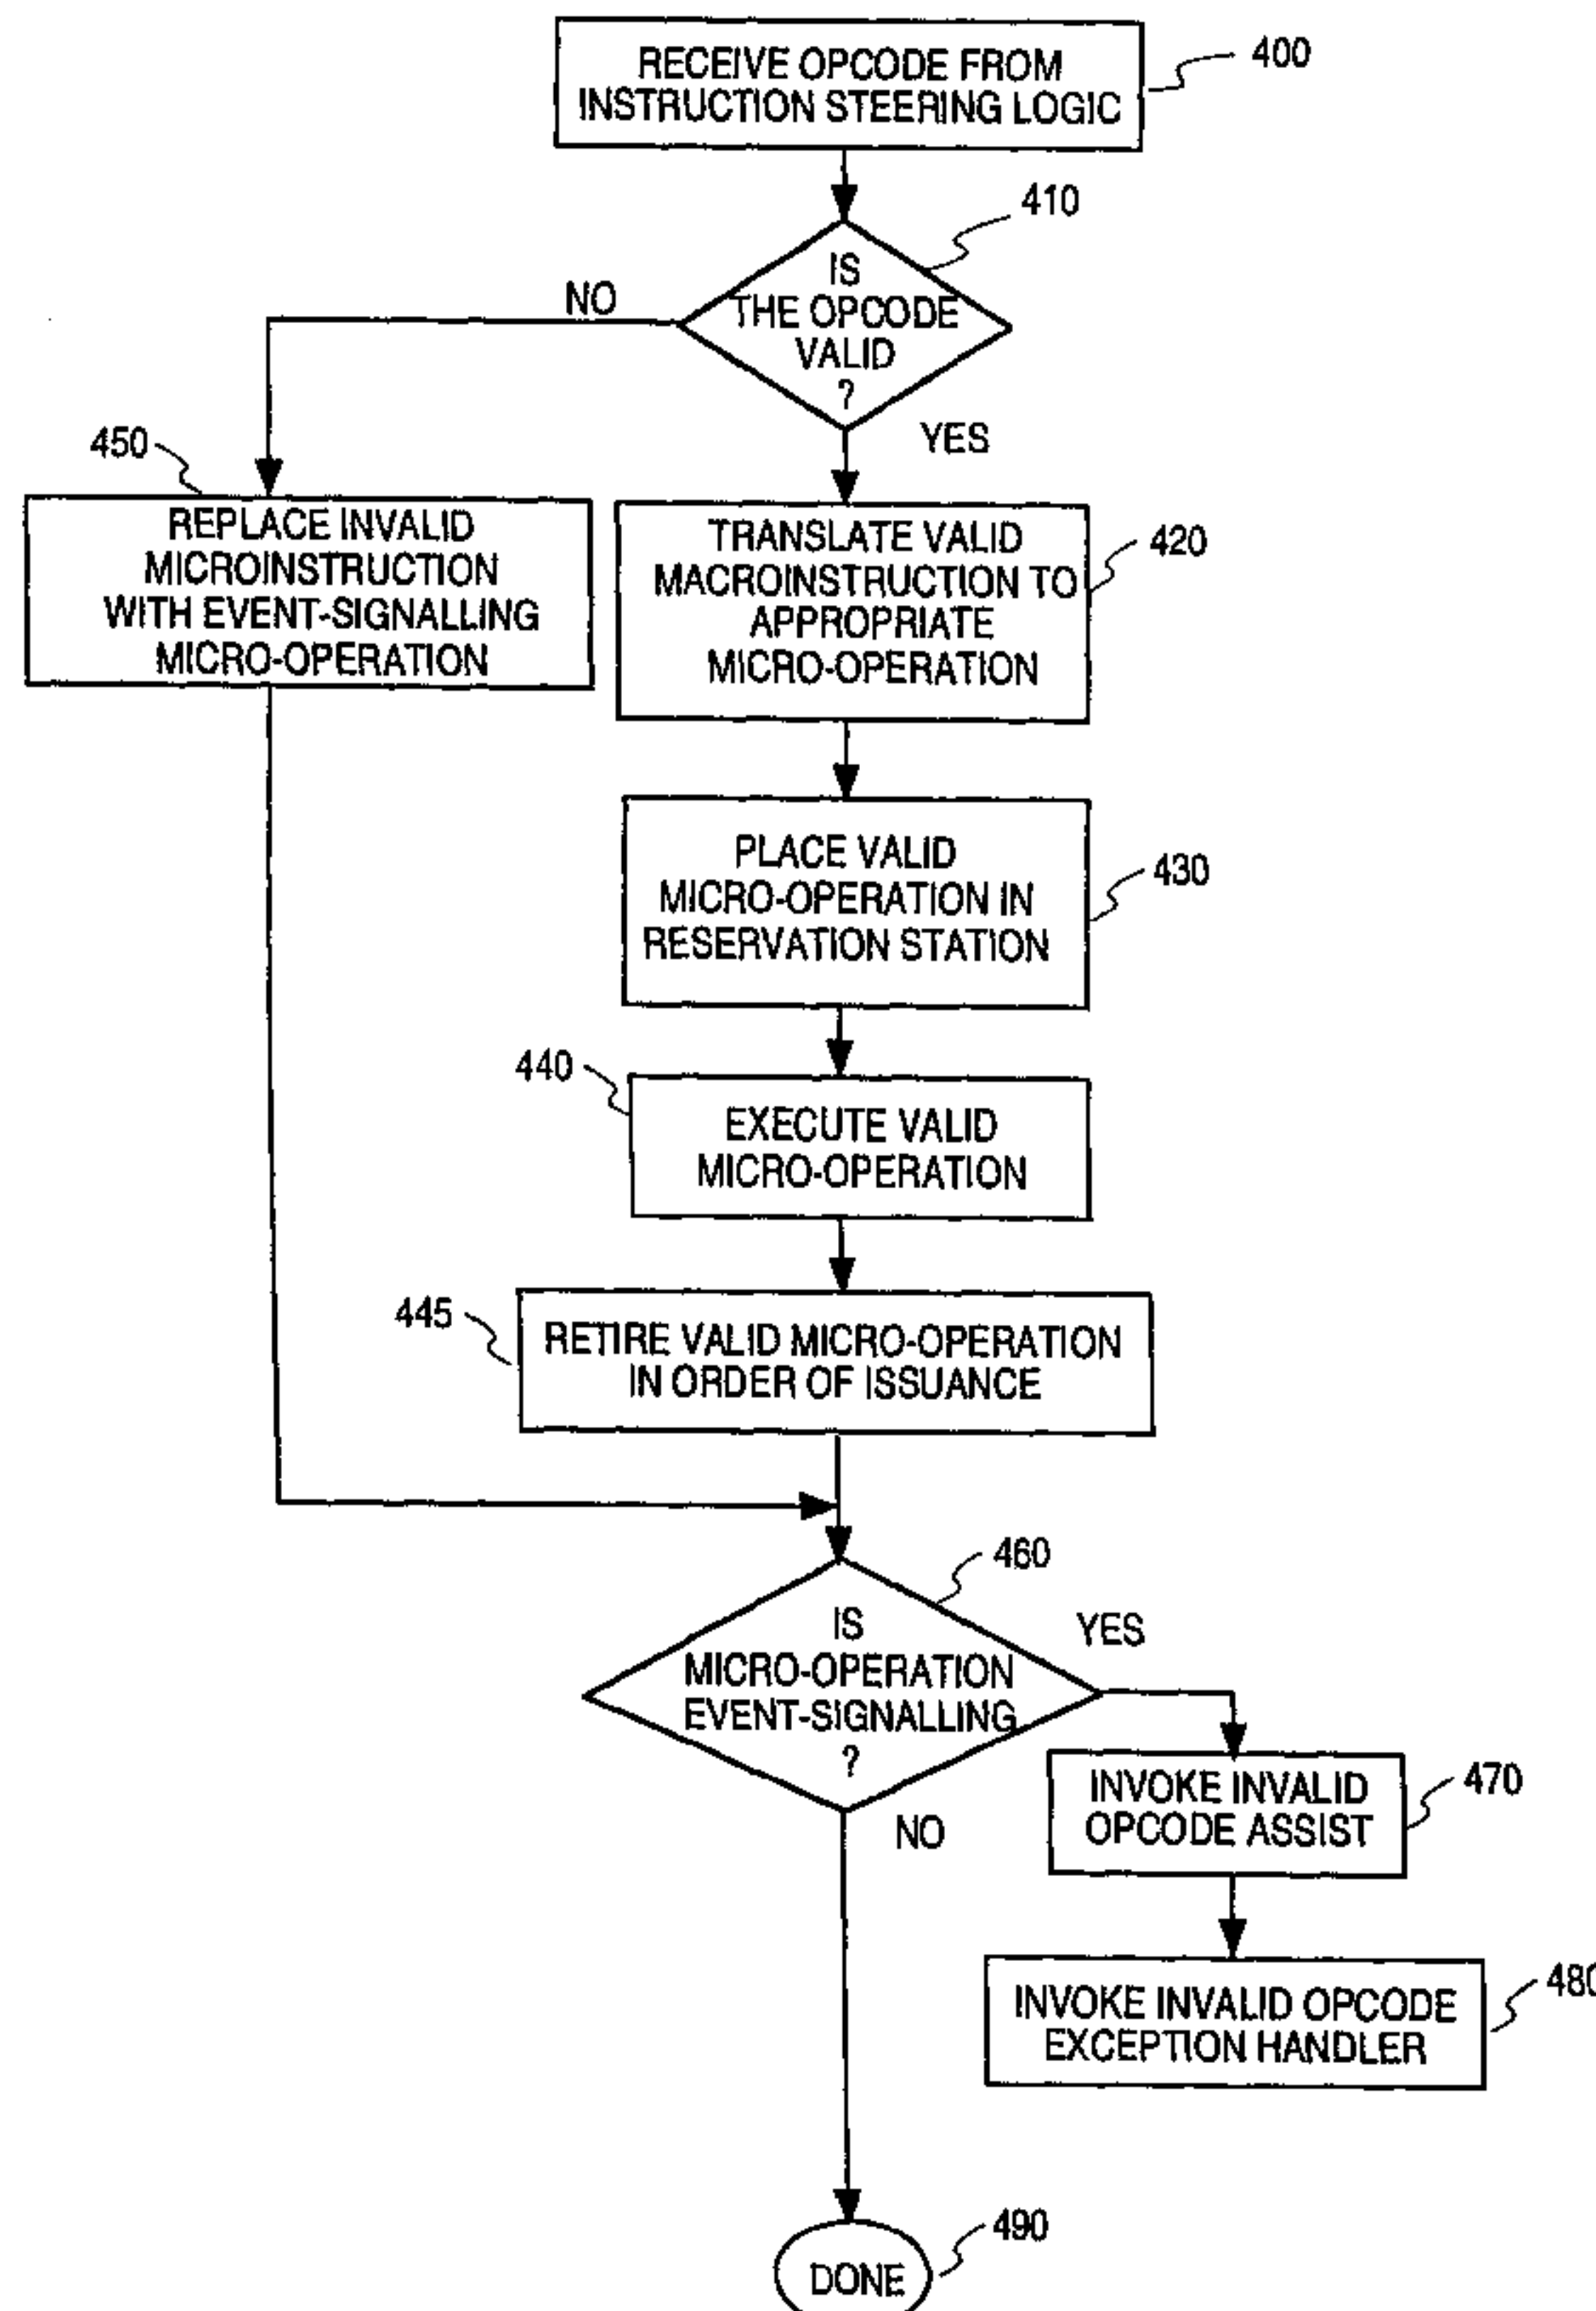 RECEIVE OPCODE FROM
INSTRUCTION STEERING LOGIC
400
410
IS
THE OPCODE
VALID
?
NO
YES
450
REPLACE INVALID
MICROINSTRUCTION
WITH EVENT-SIGNALLING
MICRO-OPERATION
TRANSLATE VALID
MACROINSTRUCTION TO
APPROPRIATE
MICRO-OPERATION
420
PLACE VALID
MICRO-OPERATION IN
RESERVATION STATION
430
440
EXECUTE VALID
MICRO-OPERATION
445
RETIRE VALID MICRO-OPERATION
IN ORDER OF ISSUANCE
460
IS
MICRO-OPERATION
EVENT-SIGNALLING
?
YES
NO
INVOKE INVALID
OPCODE ASSIST
470
INVOKE INVALID OPCODE
EXCEPTION HANDLER
480
490
DONE